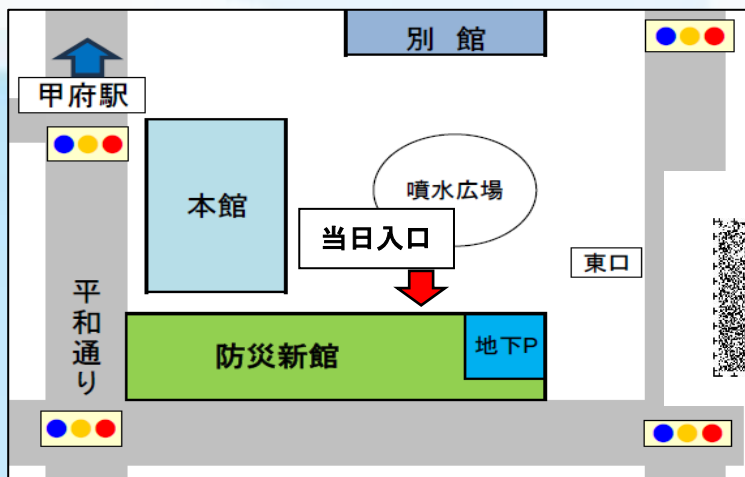 別 館
甲府駅
本館
噴水広場
当日入口
東口
平和通り
防災新館
地下P